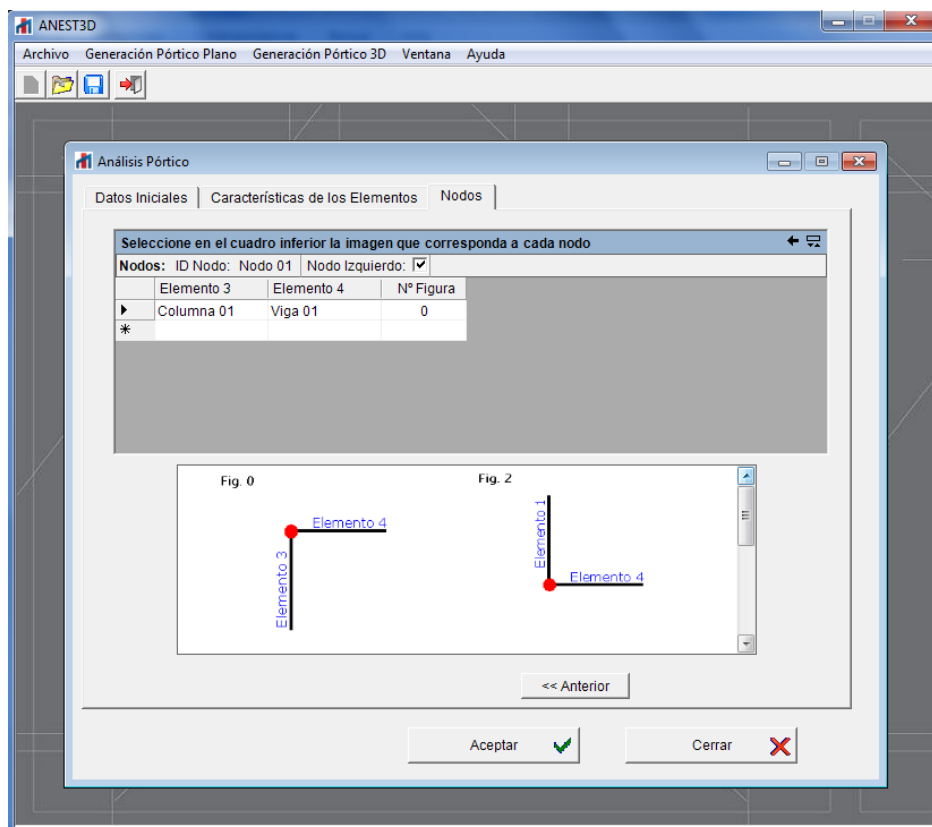 ANEST3D
Archivo Generación Pórtico Plano Generación Pórtico 3D Ventana Ayuda
Análisis Pórtico
Datos Iniciales Características de los Elementos Nodos
Seleccione en el cuadro inferior la imagen que corresponda a cada nodo
Nodos: ID Nodo: Nodo 01 Nodo Izquierdo:
Elemento 3 Elemento 4 Nº Figura
Columna 01 Viga 01 0
Fig. 0 Fig. 2
Elemento 4
Elemento 3
Elemento 1
Elemento 4
<< Anterior
Aceptar Cerrar